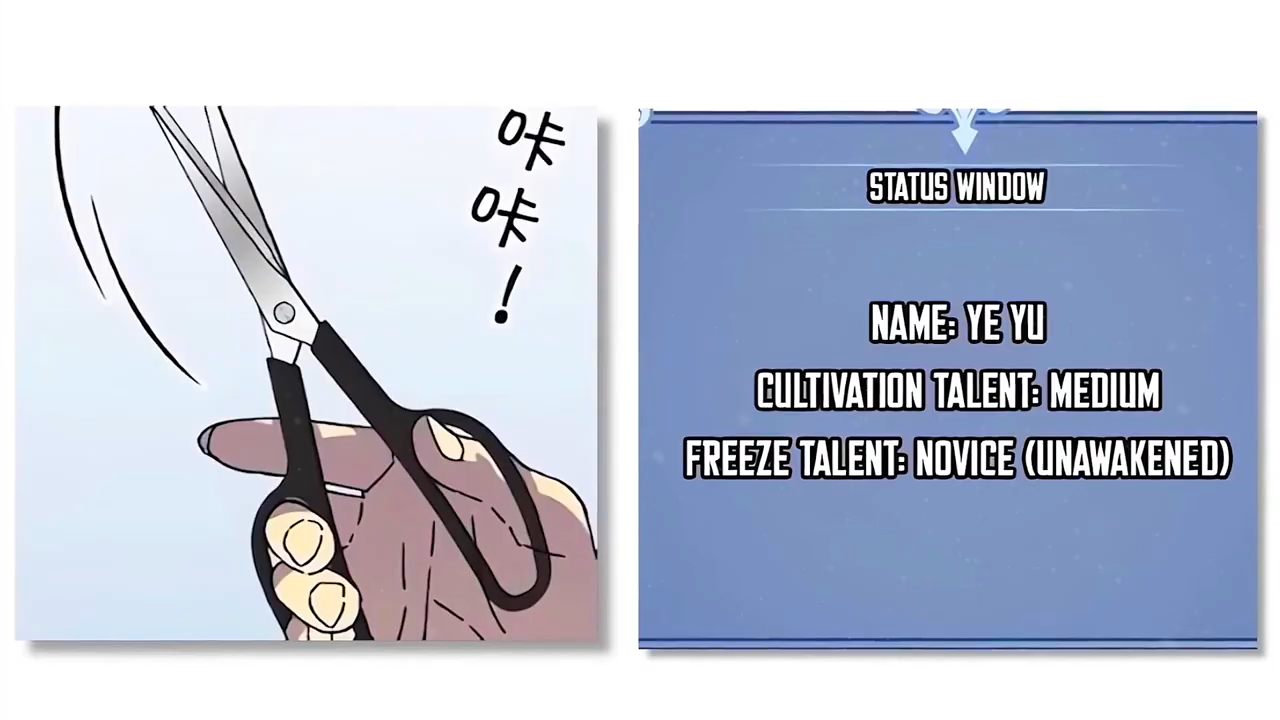 咔
咔
!
STATUS WINDOW
NAME: YE YU
CULTIVATION TALENT: MEDIUM
FREEZE TALENT: NOVICE (UNAWAKENED)